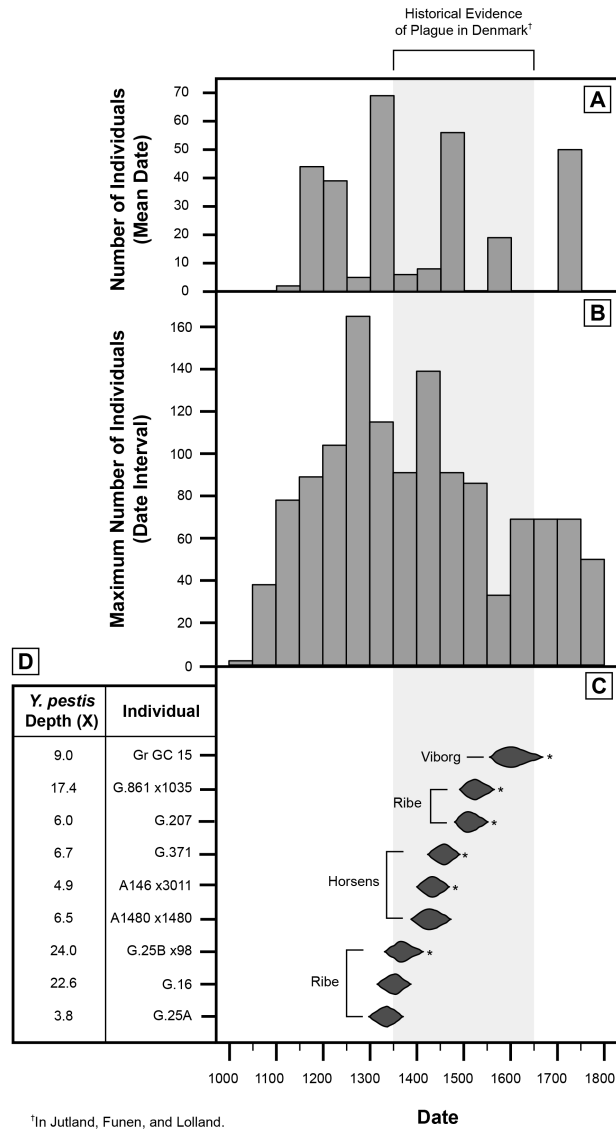 Historical Evidence
of Plague in Denmark†
A
Number of Individuals
(Mean Date)
70
60
50
40
30
20
10
0
B
Maximum Number of Individuals
(Date Interval)
160
140
120
100
80
60
40
20
0
D
C
Y. pestis
Depth (X)
Individual
9.0 Gr GC 15
17.4 G.861 x1035
6.0 G.207
6.7 G.371
4.9 A146 x3011
6.5 A1480 x1480
24.0 G.25B x98
22.6 G.16
3.8 G.25A
Viborg *
Ribe *
*
*
Horsens *
*
Ribe
1000 1100 1200 1300 1400 1500 1600 1700 1800
Date
†In Jutland, Funen, and Lolland.